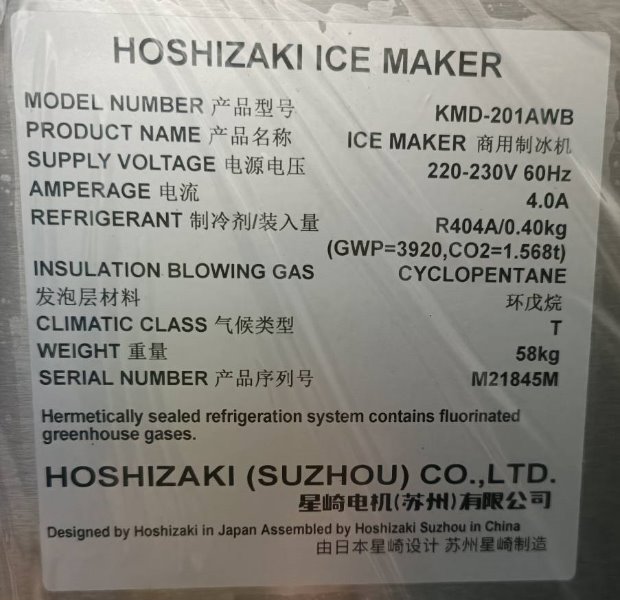 HOSHIZAKI ICE MAKER
MODEL NUMBER 产品型号 KMD-201AWB
PRODUCT NAME 产品名称 ICE MAKER 商用制冰机
SUPPLY VOLTAGE 电源电压 220-230V 60Hz
AMPERAGE 电流 4.0A
REFRIGERANT 制冷剂/装入量 R404A/0.40kg
(GWP=3920,CO2=1.568t)
INSULATION BLOWING GAS CYCLOPENTANE
发泡层材料 环戊烷
CLIMATIC CLASS 气候类型 T
WEIGHT 重量 58kg
SERIAL NUMBER 产品序列号 M21845M
Hermetically sealed refrigeration system contains fluorinated
greenhouse gases.
HOSHIZAKI (SUZHOU) CO.,LTD.
星崎电机(苏州)有限公司
Designed by Hoshizaki in Japan Assembled by Hoshizaki Suzhou in China
由日本星崎设计 苏州星崎制造